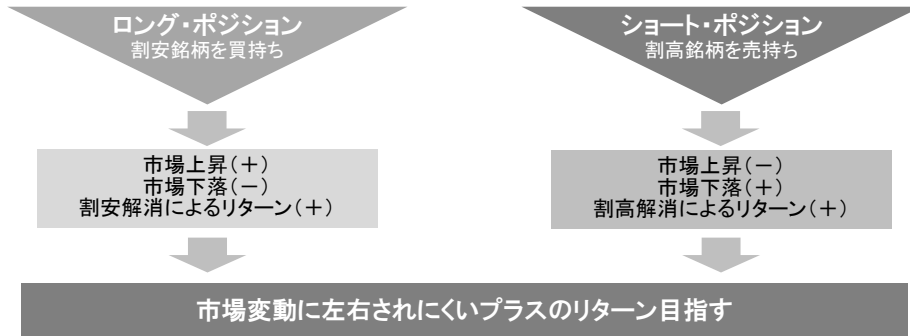 ロング・ポジション
割安銘柄を買持ち
市場上昇(+)
市場下落(-)
割安解消によるリターン(+)
ショート・ポジション
割高銘柄を売持ち
市場上昇(-)
市場下落(+)
割高解消によるリターン(+)
市場変動に左右されにくいプラスのリターン目指す